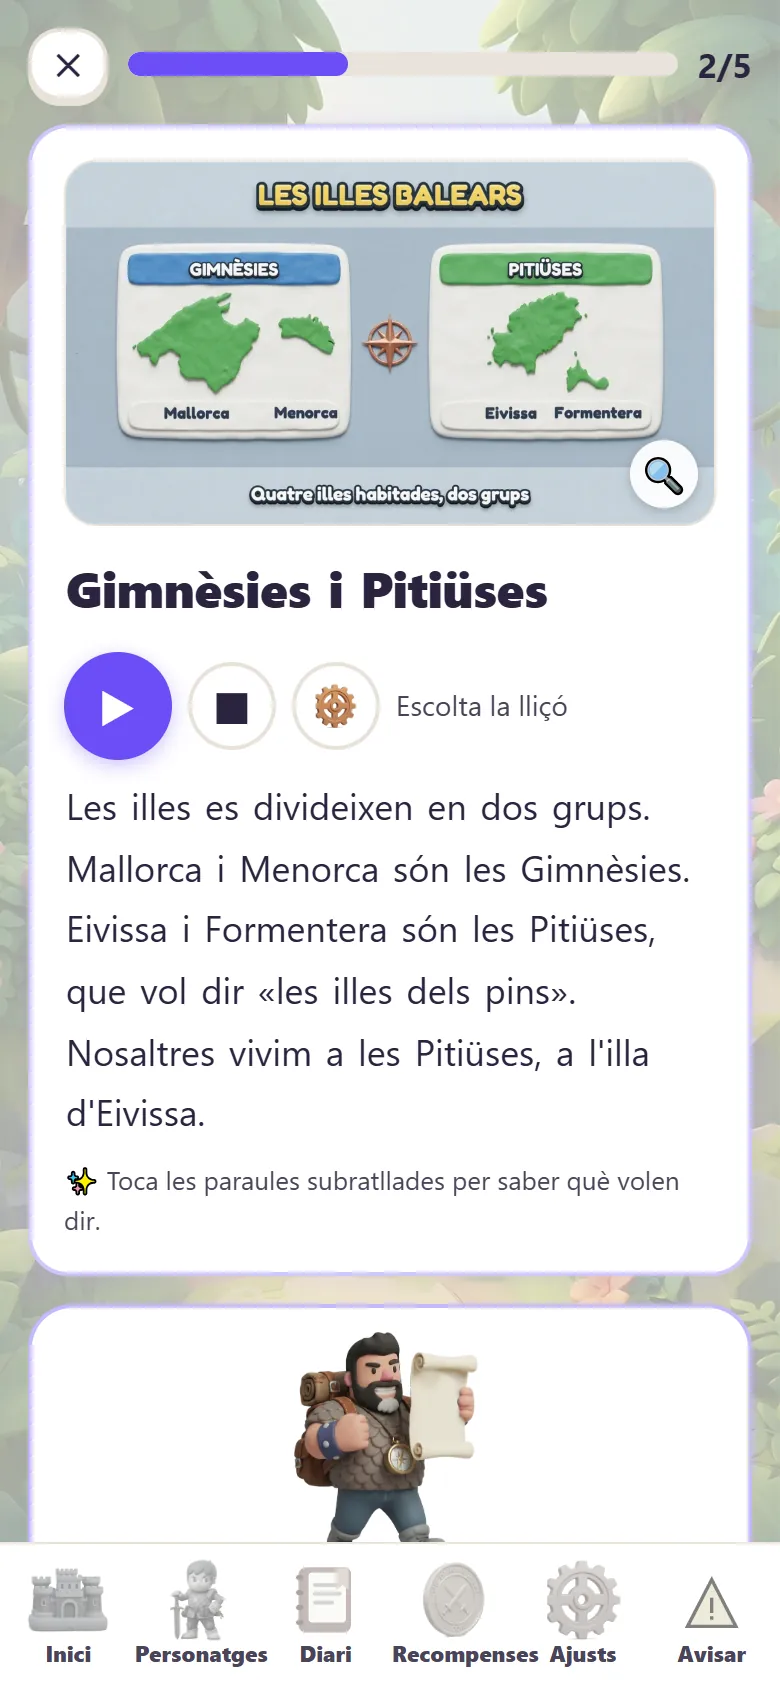 2/5
LES ILLES BALEARS
GIMNÈSIES
PITIÜSES
Mallorca
Menorca
Eivissa
Formentera
Quatre illes habitades, dos grups
Gimnèsies i Pitiüses
Escolta la lliçó
Les illes es divideixen en dos grups.
Mallorca i Menorca són les Gimnèsies.
Eivissa i Formentera són les Pitiüses,
que vol dir «les illes dels pins».
Nosaltres vivim a les Pitiüses, a l'illa
d'Eivissa.
Toca les paraules subratllades per saber què volen
dir.
Inici
Personatges
Diari
Recompenses
Ajusts
Avisar